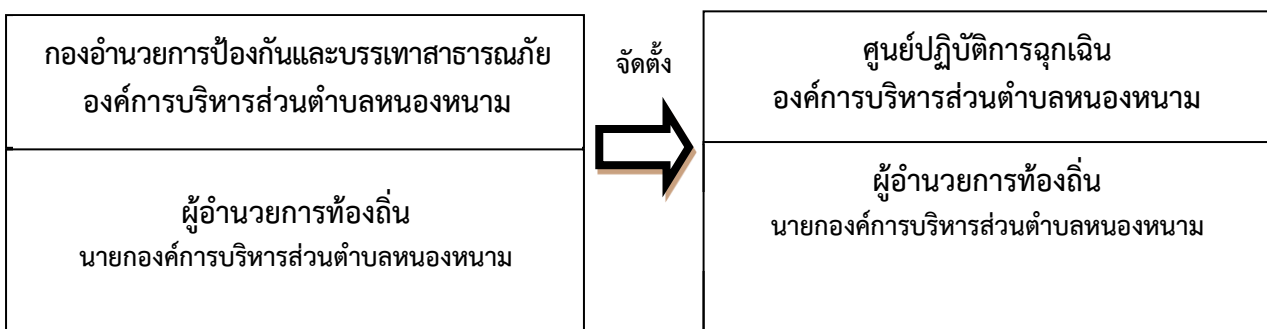 กองอำนวยการป้องกันและบรรเทาสาธารณภัย
องค์การบริหารส่วนตำบลหนองหนาม
ผู้อำนวยการท้องถิ่น
นายกองค์การบริหารส่วนตำบลหนองหนาม
จัดตั้ง
ศูนย์ปฏิบัติการฉุกเฉิน
องค์การบริหารส่วนตำบลหนองหนาม
ผู้อำนวยการท้องถิ่น
นายกองค์การบริหารส่วนตำบลหนองหนาม